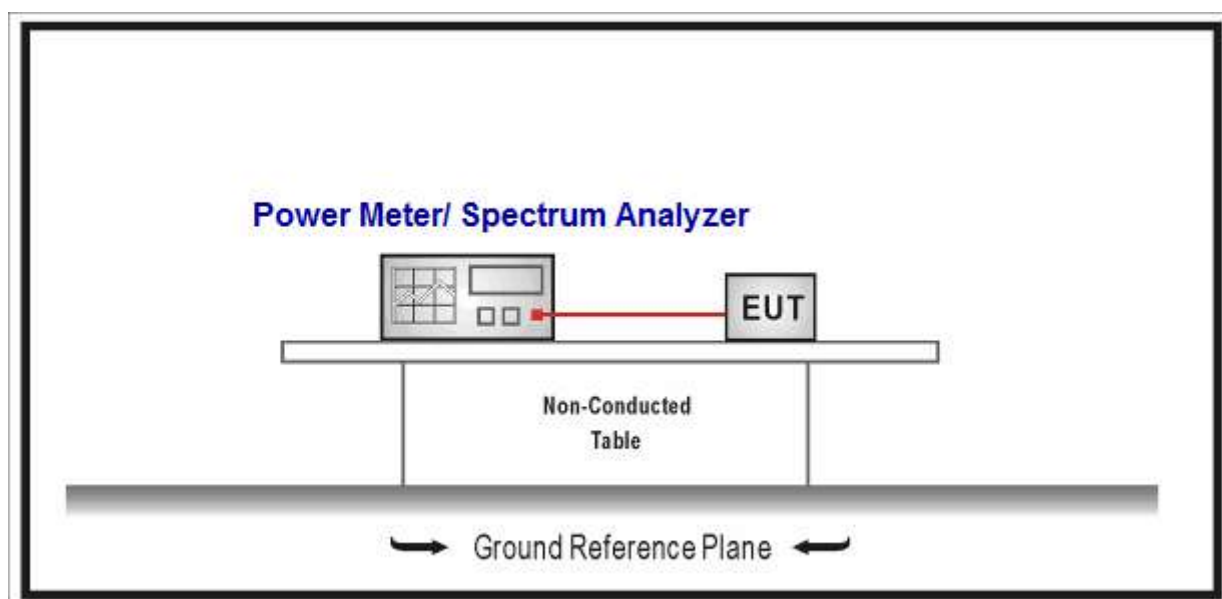 Power Meter/ Spectrum Analyzer
EUT
Non-Conducted
Table
Ground Reference Plane